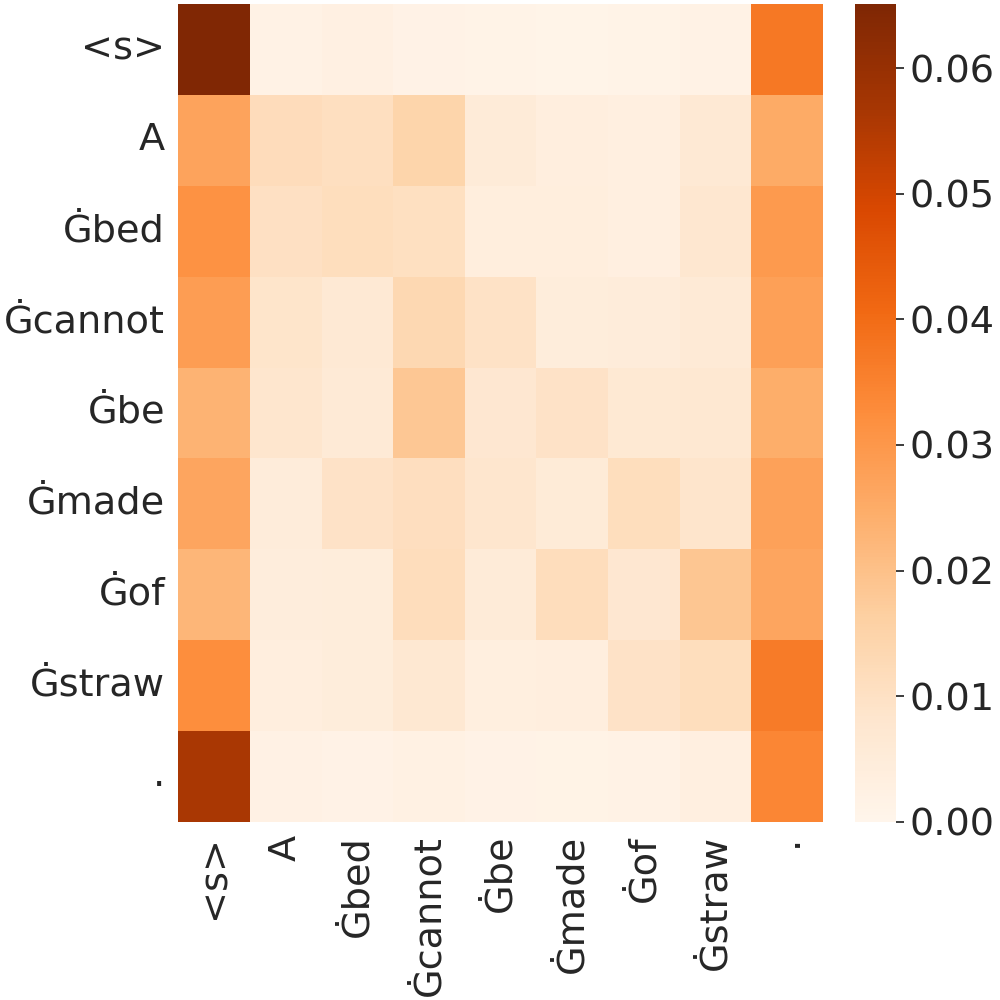 <s>
A
Ġbed
Ġcannot
Ġbe
Ġmade
Ġof
Ġstraw
.
<s>
A
Ġbed
Ġcannot
Ġbe
Ġmade
Ġof
Ġstraw
.
0.06
0.05
0.04
0.03
0.02
0.01
0.00